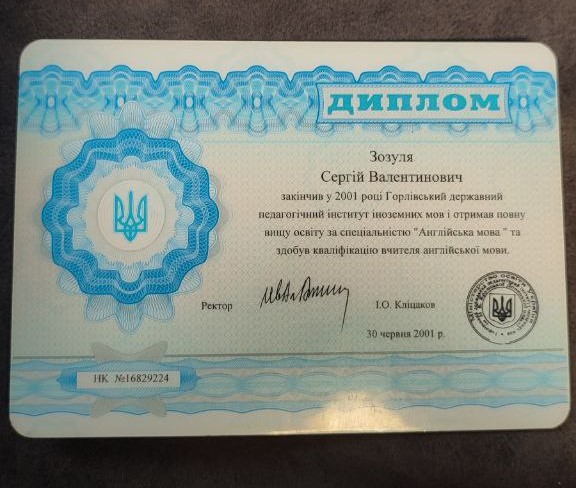 ДИПЛОМ
Зозуля
Сергій Валентинович
закінчив у 2001 році Горлівський державний
педагогічний інститут іноземних мов і отримав повну
вищу освіту за спеціальністю "Англійська мова " та
здобув кваліфікацію вчителя англійської мови.
Ректор І.О. Кліцаков
30 червня 2001 р.
НК №16829224